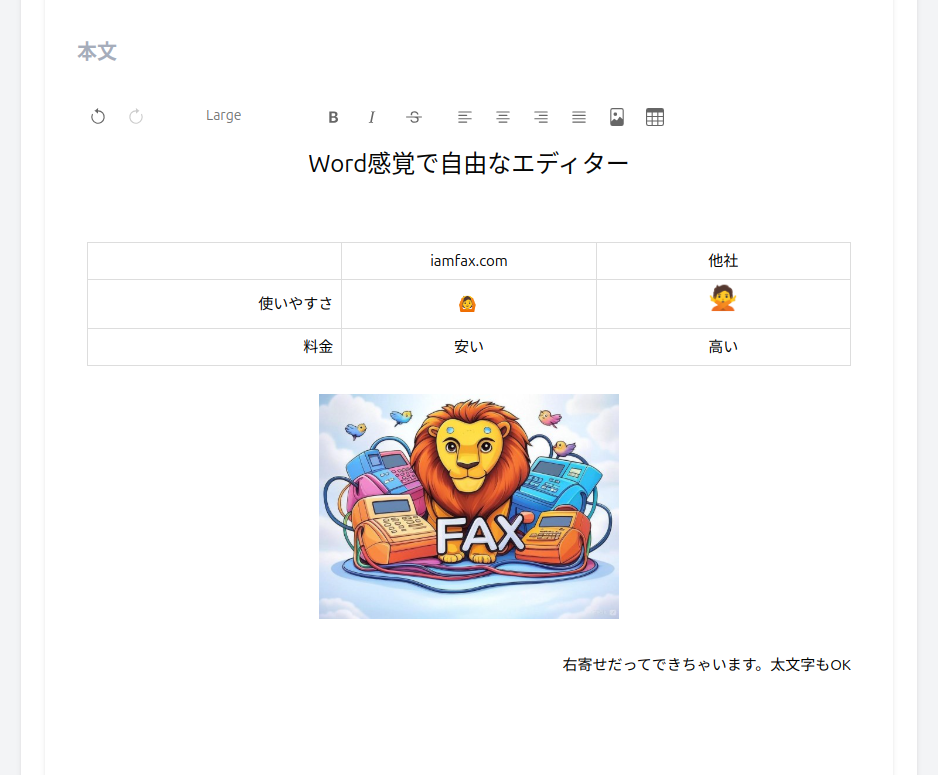 本文
Large
B I S
Word感覚で自由なエディター
iamfax.com 他社
使いやすさ 🙆 🙅
料金 安い 高い
FAX
右寄せだってできちゃいます。太文字もOK